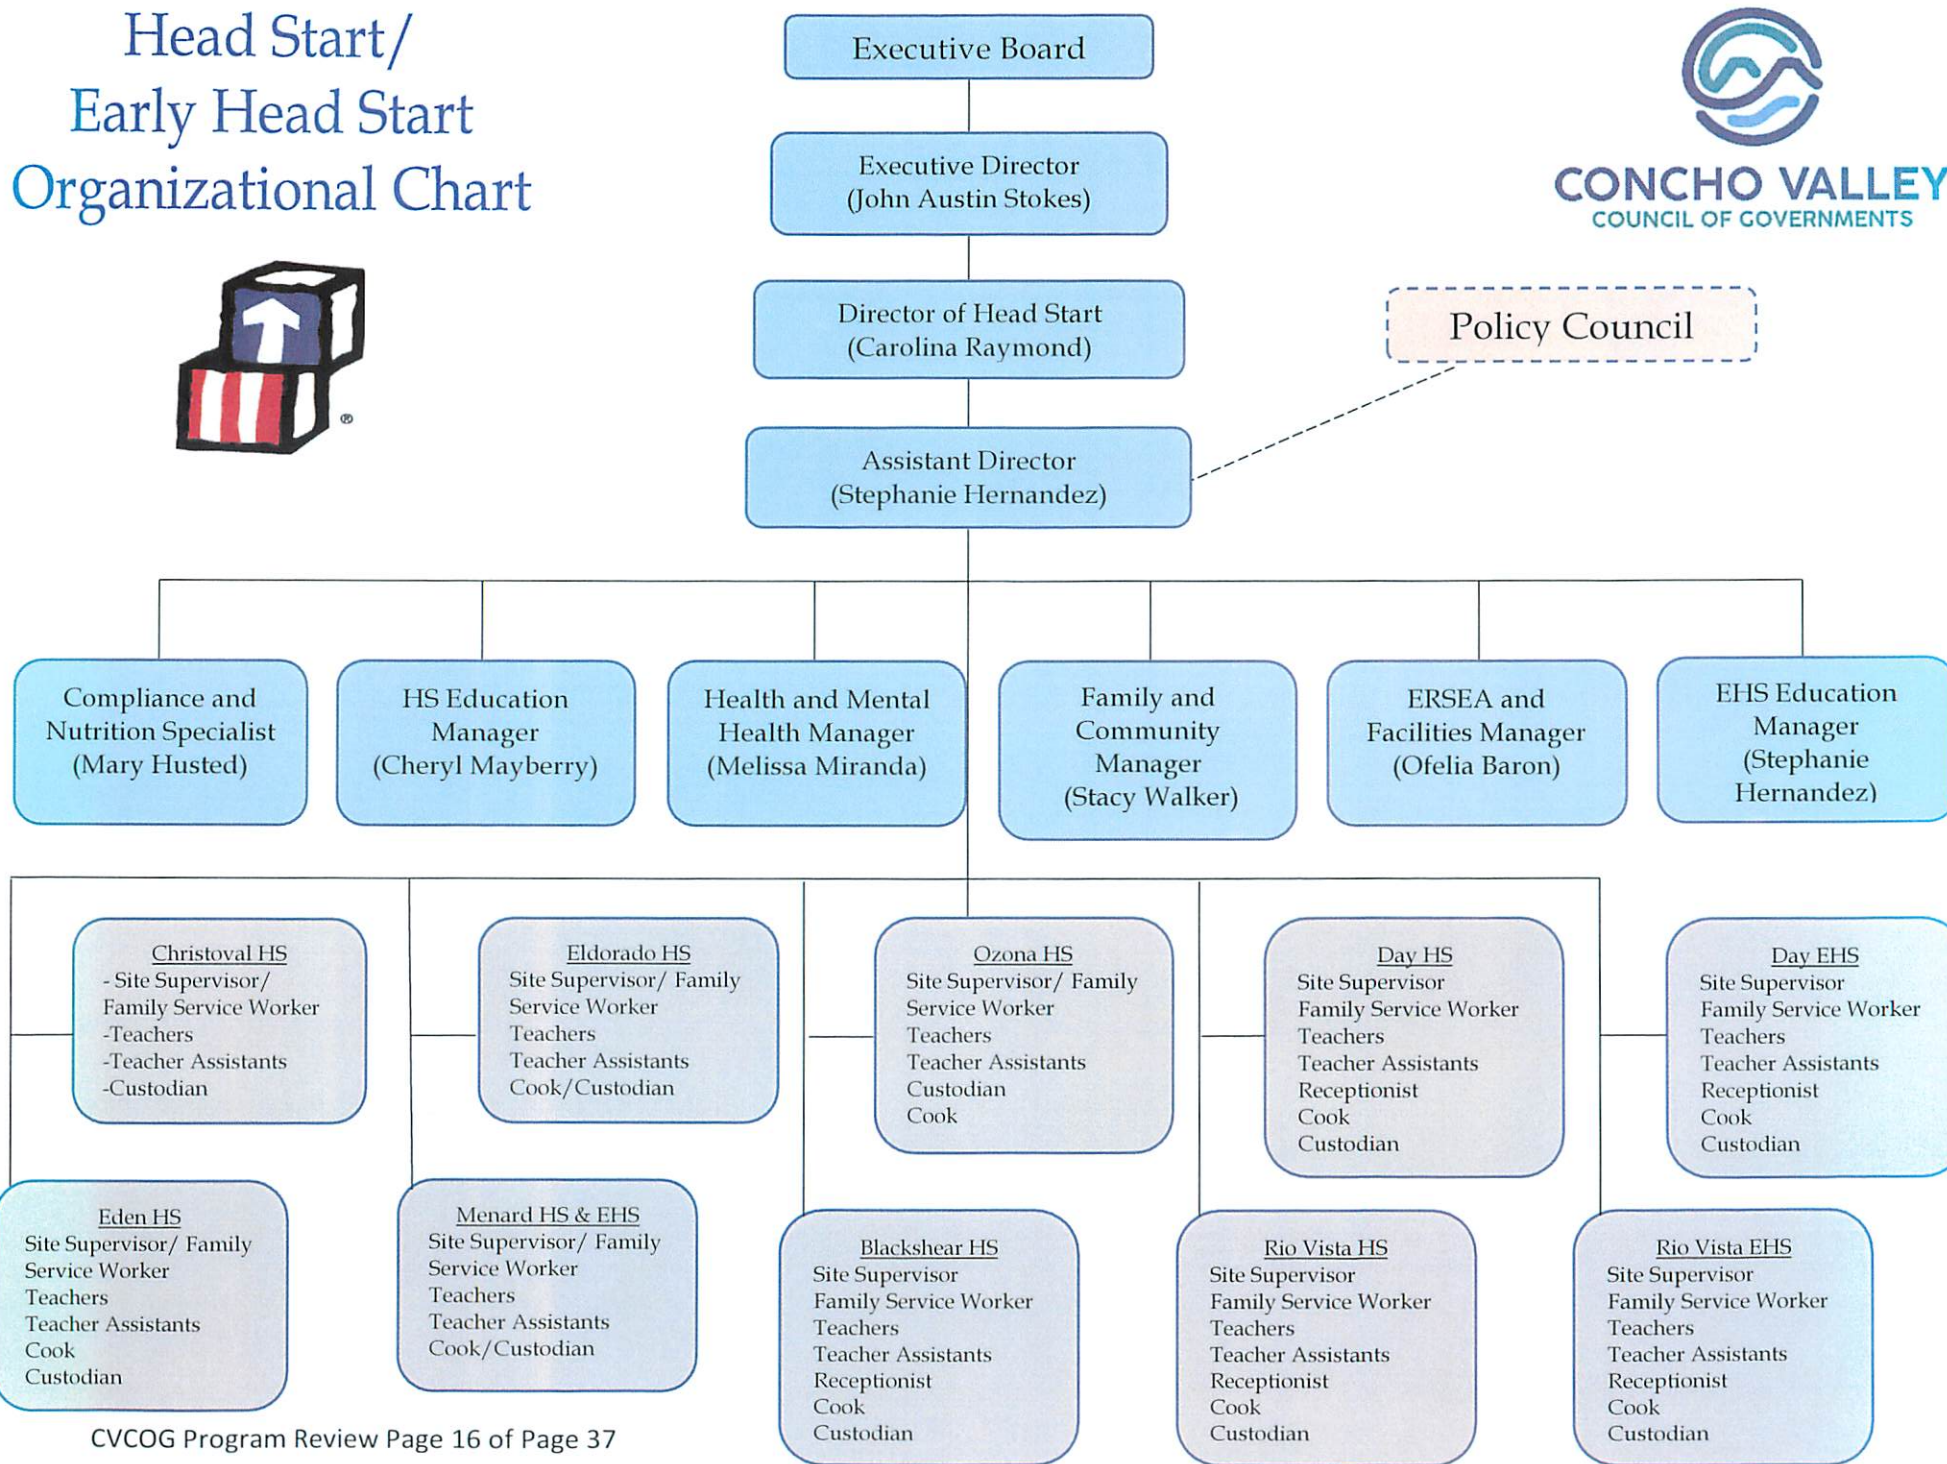 Head Start/
Early Head Start
Organizational Chart
Executive Board
CONCHO VALLEY
COUNCIL OF GOVERNMENTS
Executive Director
(John Austin Stokes)
Director of Head Start
(Carolina Raymond)
Policy Council
®
Assistant Director
(Stephanie Hernandez)
Compliance and
Nutrition Specialist
(Mary Husted)
HS Education
Manager
(Cheryl Mayberry)
Health and Mental
Health Manager
(Melissa Miranda)
Family and
Community
Manager
(Stacy Walker)
ERSEA and
Facilities Manager
(Ofelia Baron)
EHS Education
Manager
(Stephanie
Hernandez)
Christoval HS
- Site Supervisor/
Family Service Worker
-Teachers
-Teacher Assistants
-Custodian
Eldorado HS
Site Supervisor/ Family
Service Worker
Teachers
Teacher Assistants
Cook/Custodian
Ozona HS
Site Supervisor/ Family
Service Worker
Teachers
Teacher Assistants
Custodian
Cook
Day HS
Site Supervisor
Family Service Worker
Teachers
Teacher Assistants
Receptionist
Cook
Custodian
Day EHS
Site Supervisor
Family Service Worker
Teachers
Teacher Assistants
Receptionist
Cook
Custodian
Eden HS
Site Supervisor/ Family
Service Worker
Teachers
Teacher Assistants
Cook
Custodian
Menard HS & EHS
Site Supervisor/ Family
Service Worker
Teachers
Teacher Assistants
Cook/Custodian
Blackshear HS
Site Supervisor
Family Service Worker
Teachers
Teacher Assistants
Receptionist
Cook
Custodian
Rio Vista HS
Site Supervisor
Family Service Worker
Teachers
Teacher Assistants
Receptionist
Cook
Custodian
Rio Vista EHS
Site Supervisor
Family Service Worker
Teachers
Teacher Assistants
Receptionist
Cook
Custodian
CVCOG Program Review Page 16 of Page 37